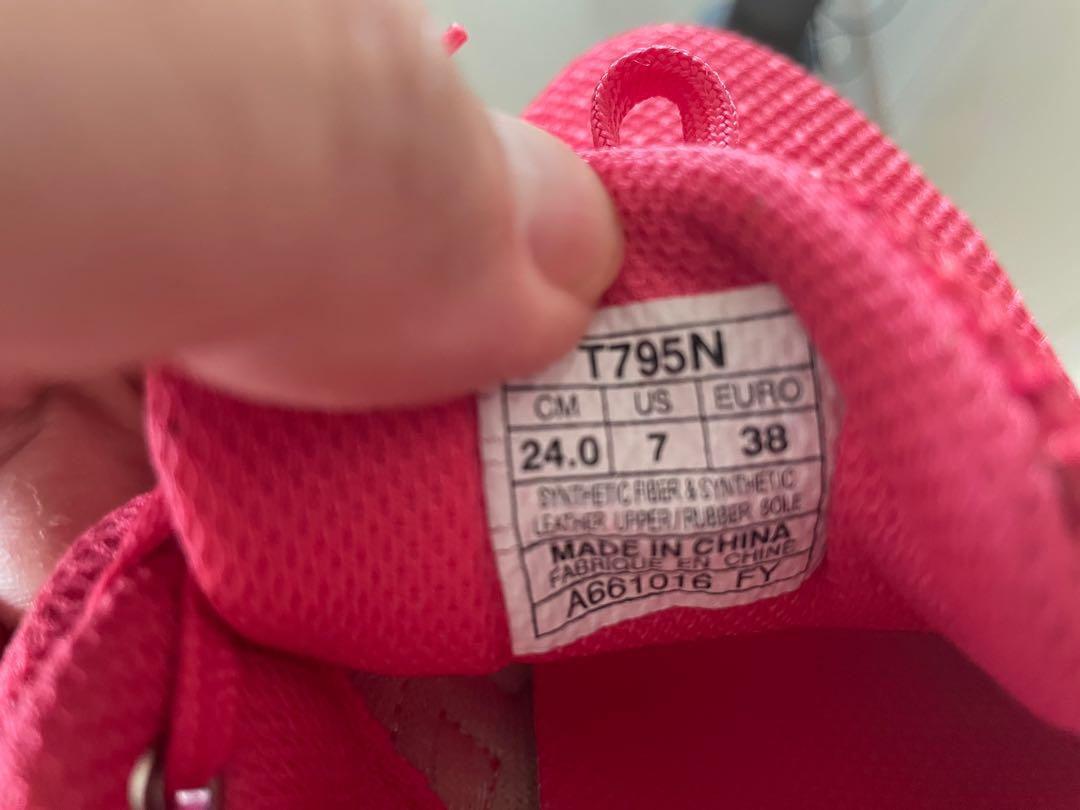 T795N
CM US EURO
24.0 7 38
SYNTHETIC FIBER & SYNTHETIC
LEATHER UPPER / RUBBER SOLE
MADE IN CHINA
FABRIQUE EN CHINE
A661016 FY